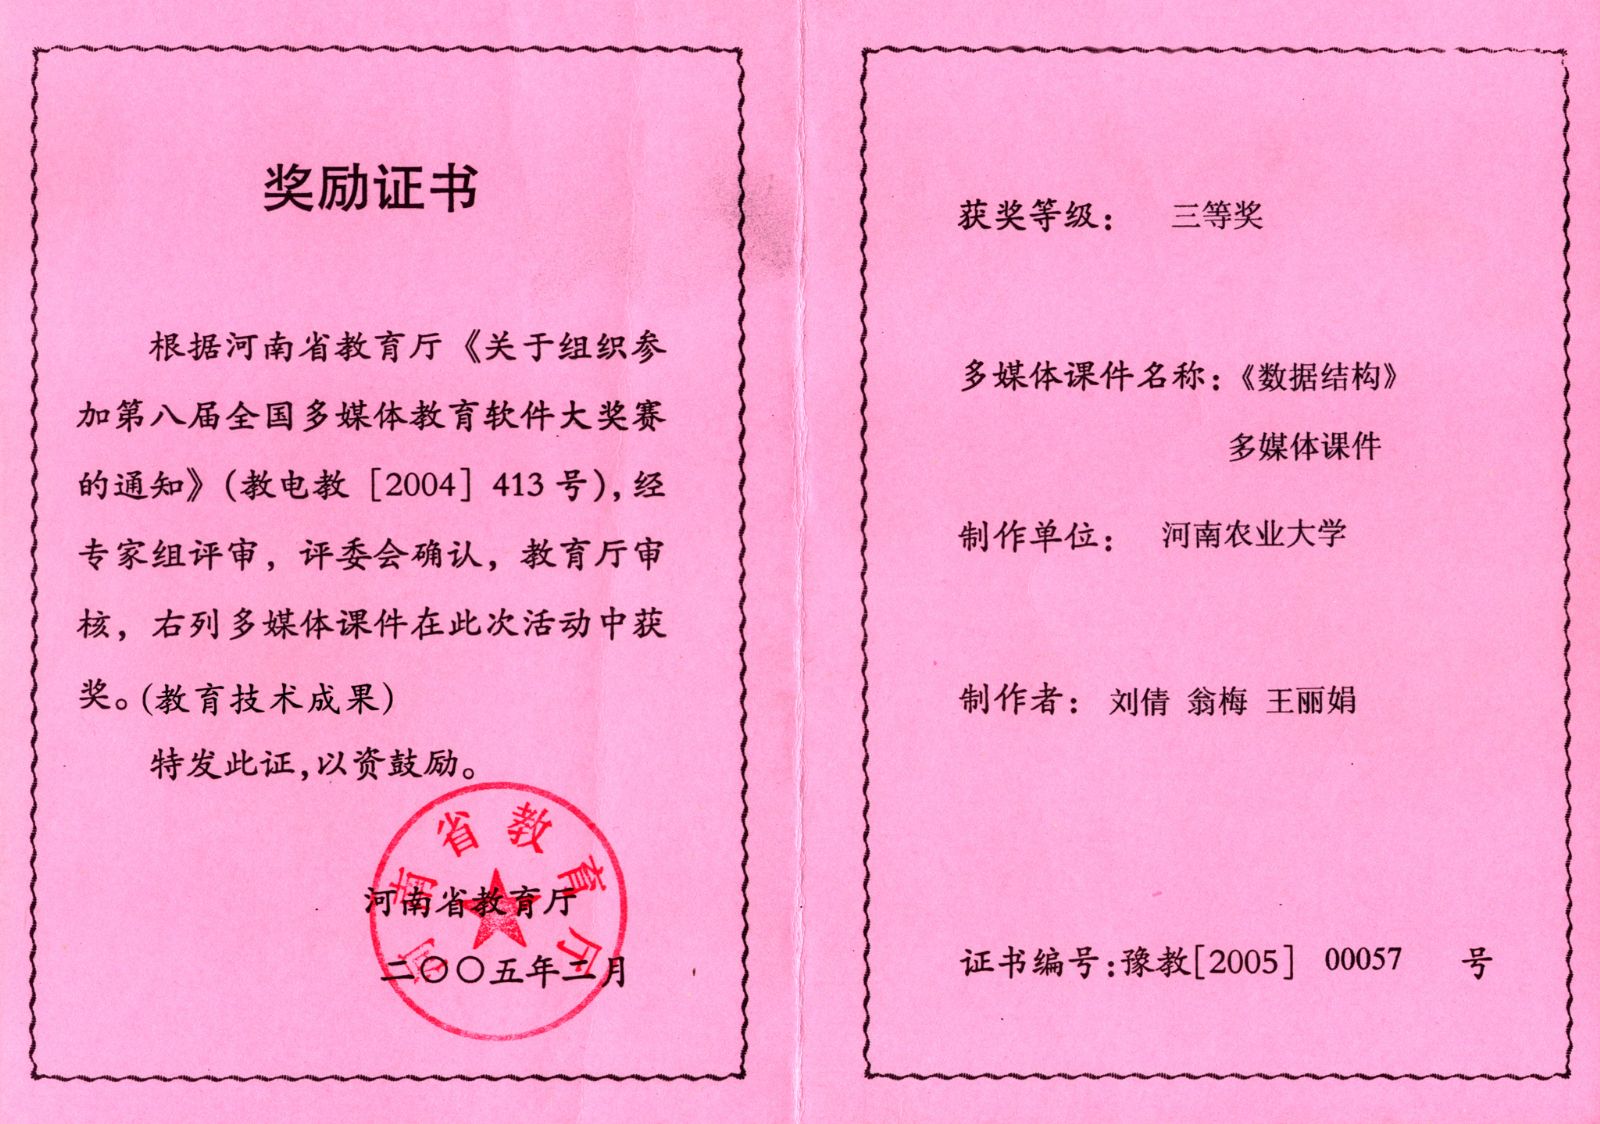 奖励证书
根据河南省教育厅《关于组织参
加第八届全国多媒体教育软件大奖赛
的通知》(教电教［2004］413号),经
专家组评审，评委会确认，教育厅审
核，右列多媒体课件在此次活动中获
奖。(教育技术成果)
特发此证,以资鼓励。
河南省教育厅
河南省教育厅
二〇〇五年二月
获奖等级： 三等奖
多媒体课件名称：《数据结构》
多媒体课件
制作单位： 河南农业大学
制作者： 刘倩 翁梅 王丽娟
证书编号:豫教[2005] 00057 号